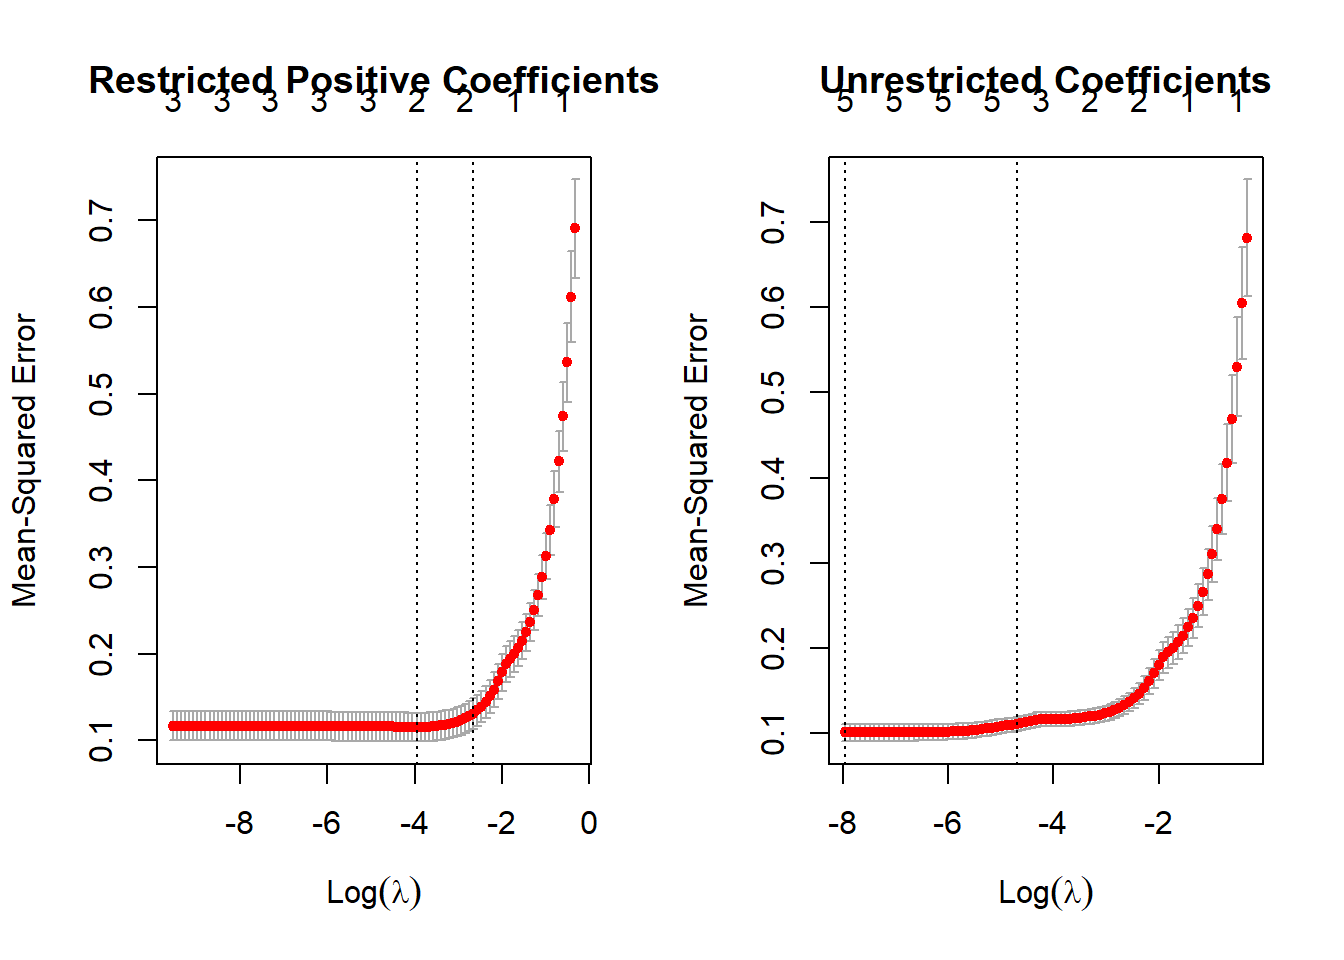 Restricted Positive Coefficients
3 3 3 3 3 2 2 1 1
0.7
0.6
0.5
0.4
0.3
0.2
0.1
Mean-Squared Error
-8 -6 -4 -2 0
Log(λ)
Unrestricted Coefficients
5 5 5 5 3 2 2 1 1
0.7
0.6
0.5
0.4
0.3
0.2
0.1
Mean-Squared Error
-8 -6 -4 -2
Log(λ)